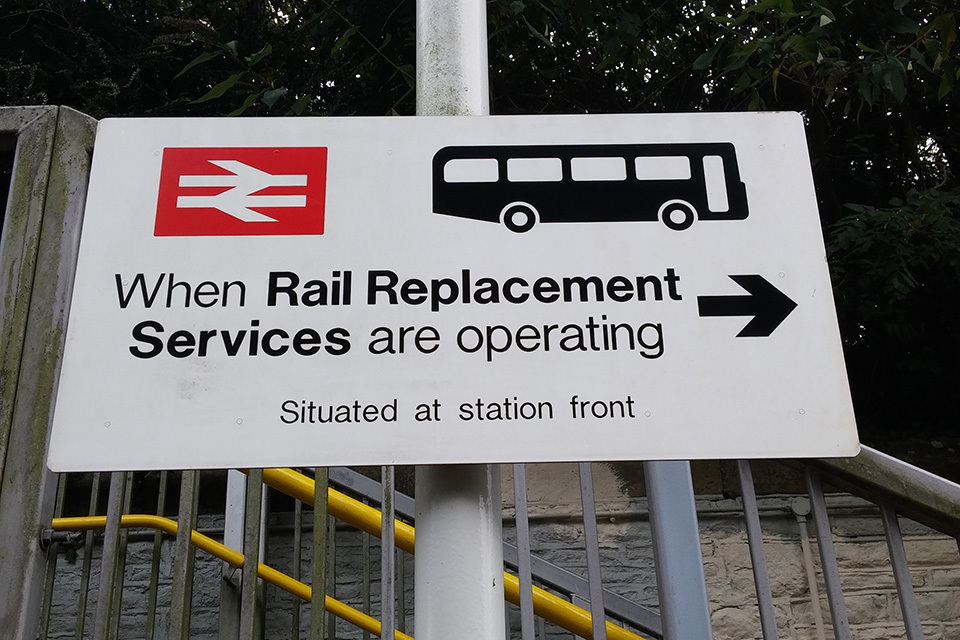 When Rail Replacement
Services are operating
Situated at station front